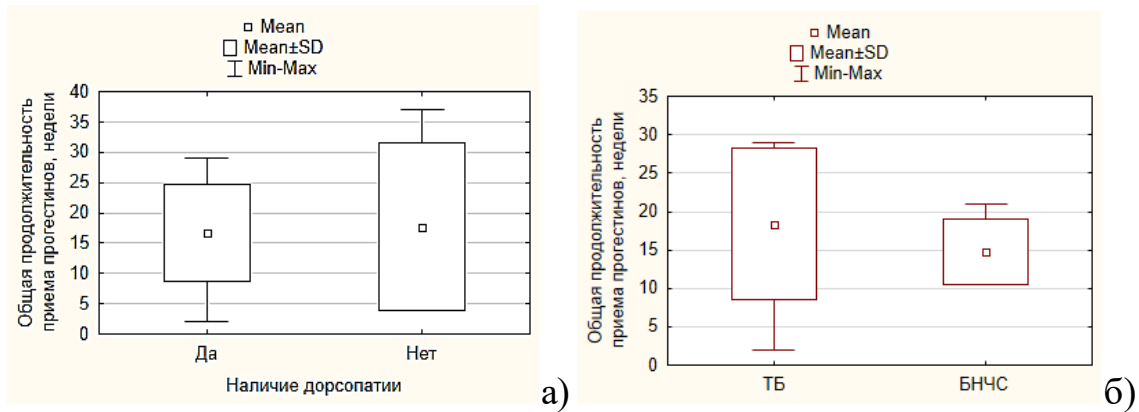 Mean
Mean±SD
Min-Max
Общая продолжительность
приема прогестинов, недели
40
35
30
25
20
15
10
5
0
Да
Нет
Наличие дорсопатии
а)
Mean
Mean±SD
Min-Max
Общая продолжительность
приема прогестинов, недели
35
30
25
20
15
10
5
0
ТБ
БНЧС
б)